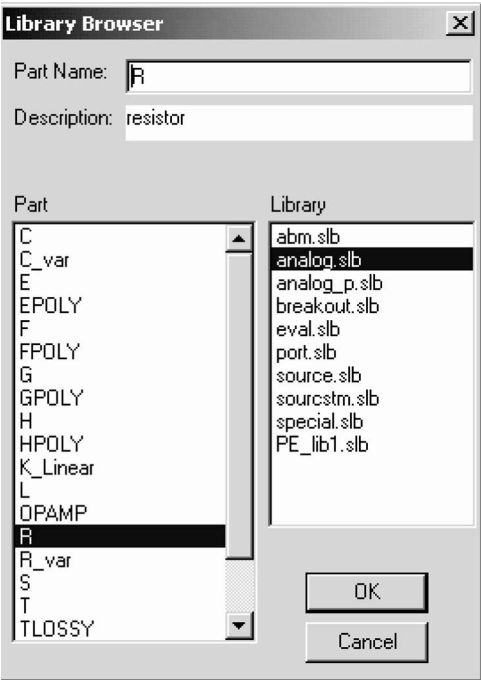 Library Browser
Part Name: R
Description: resistor
Part
C
C_var
E
EPOLY
F
FPOLY
G
GPOLY
H
HPOLY
K_Linear
L
OPAMP
R
R_var
S
T
TLOSSY
Library
abm.slb
analog.slb
analog_p.slb
breakout.slb
eval.slb
port.slb
source.slb
sourcstm.slb
special.slb
PE_lib1.slb
OK
Cancel